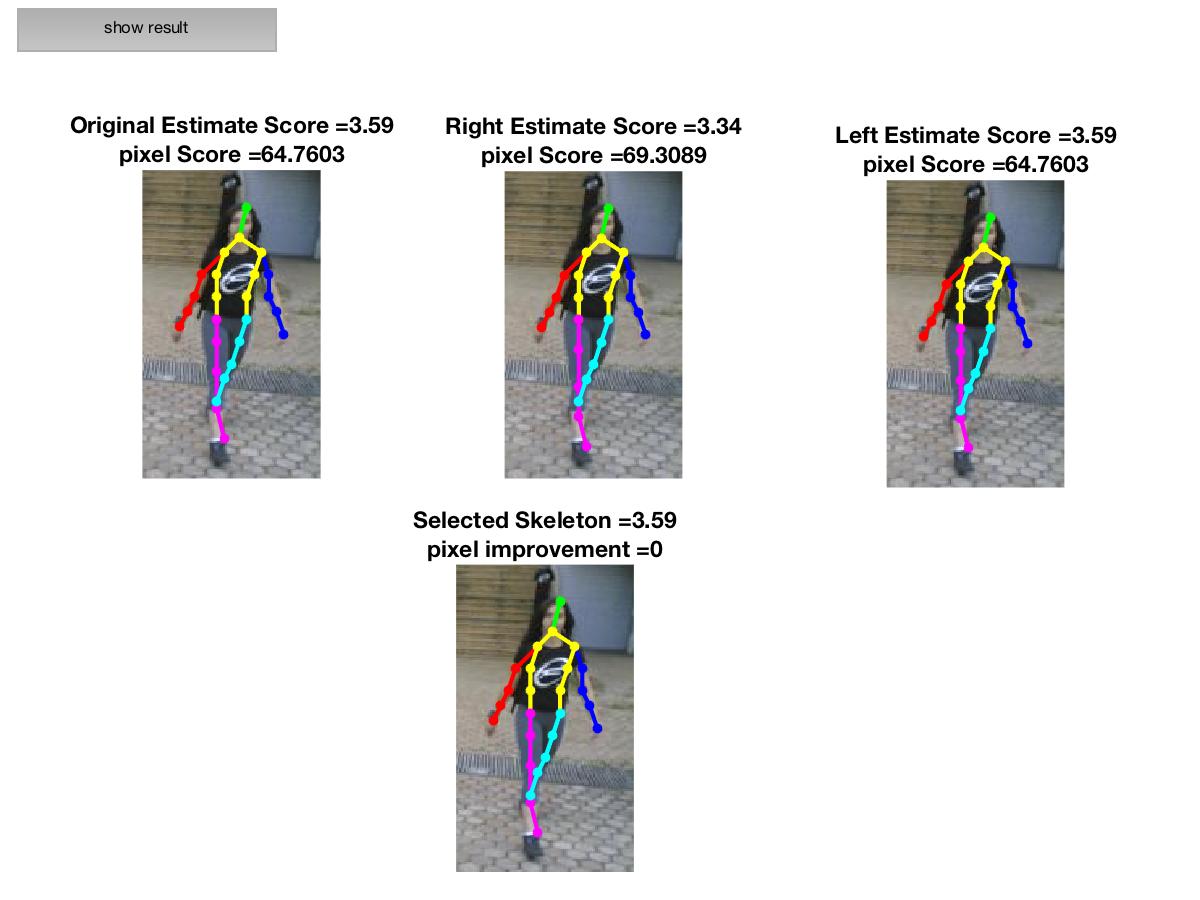 show result
Original Estimate Score =3.59
pixel Score =64.7603
Right Estimate Score =3.34
pixel Score =69.3089
Left Estimate Score =3.59
pixel Score =64.7603
Selected Skeleton =3.59
pixel improvement =0